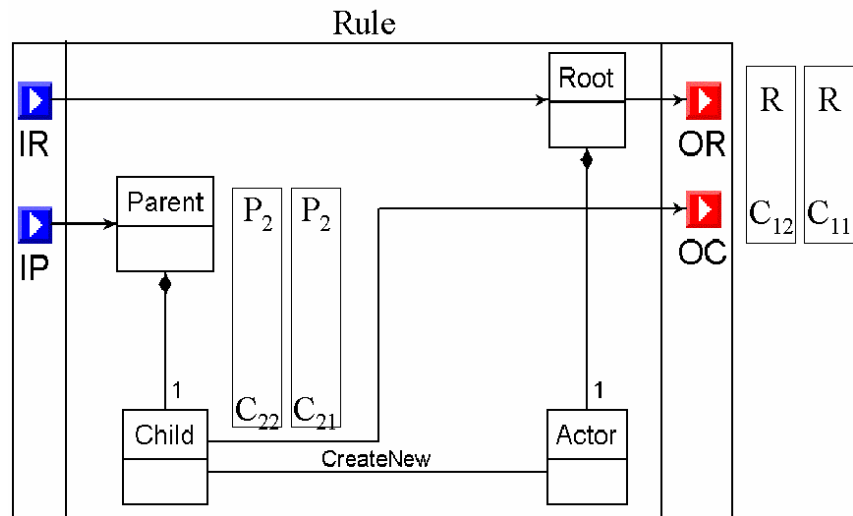 Rule
Root
R R
IR
OR
Parent
P₂ P₂
C₁₂ C₁₁
IP
OC
1
1
C₂₂ C₂₁
Child
Actor
CreateNew